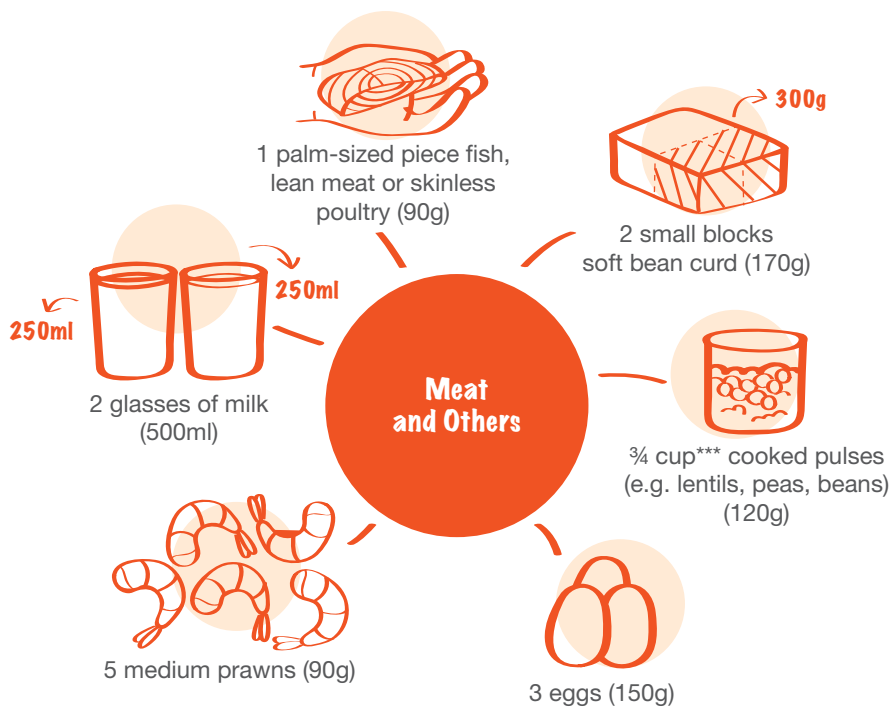 1 palm-sized piece fish,
lean meat or skinless
poultry (90g)
300g
2 small blocks
soft bean curd (170g)
250ml
250ml
2 glasses of milk
(500ml)
Meat
and Others
¾ cup*** cooked pulses
(e.g. lentils, peas, beans)
(120g)
5 medium prawns (90g)
3 eggs (150g)